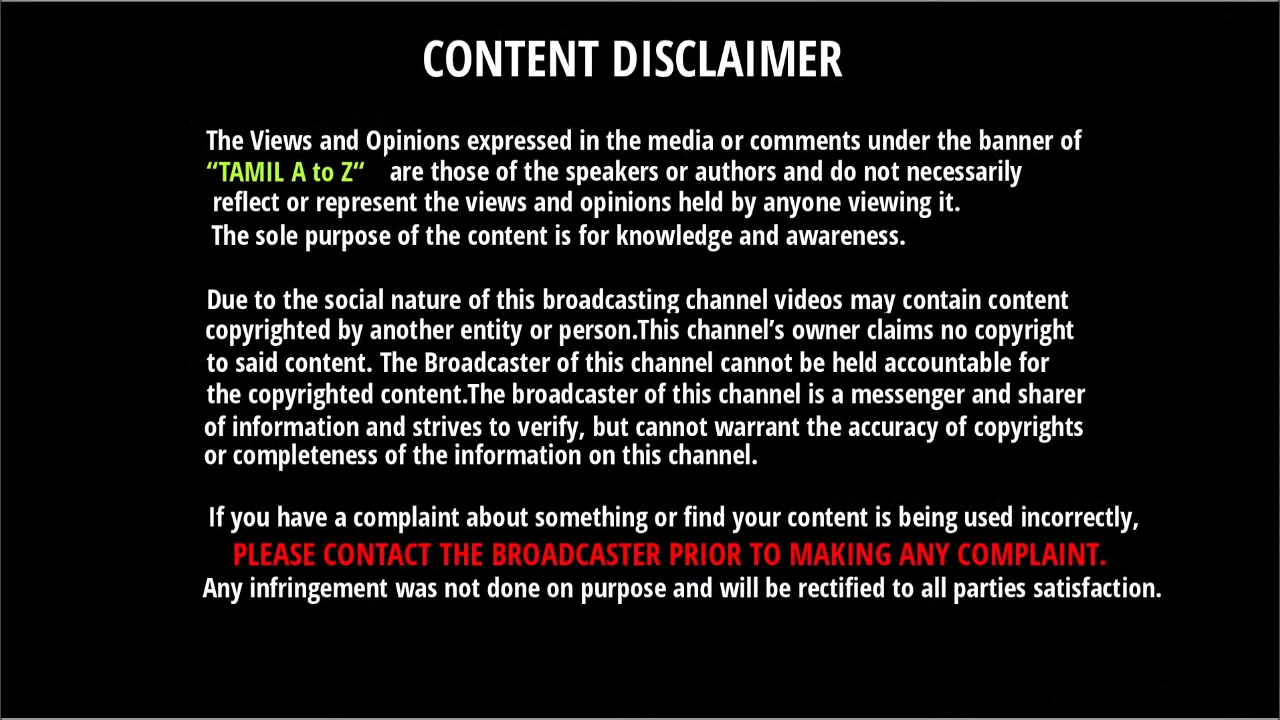 CONTENT DISCLAIMER
The Views and Opinions expressed in the media or comments under the banner of
“TAMIL A to Z“ are those of the speakers or authors and do not necessarily
reflect or represent the views and opinions held by anyone viewing it.
The sole purpose of the content is for knowledge and awareness.
Due to the social nature of this broadcasting channel videos may contain content
copyrighted by another entity or person.This channel’s owner claims no copyright
to said content. The Broadcaster of this channel cannot be held accountable for
the copyrighted content.The broadcaster of this channel is a messenger and sharer
of information and strives to verify, but cannot warrant the accuracy of copyrights
or completeness of the information on this channel.
If you have a complaint about something or find your content is being used incorrectly,
PLEASE CONTACT THE BROADCASTER PRIOR TO MAKING ANY COMPLAINT.
Any infringement was not done on purpose and will be rectified to all parties satisfaction.